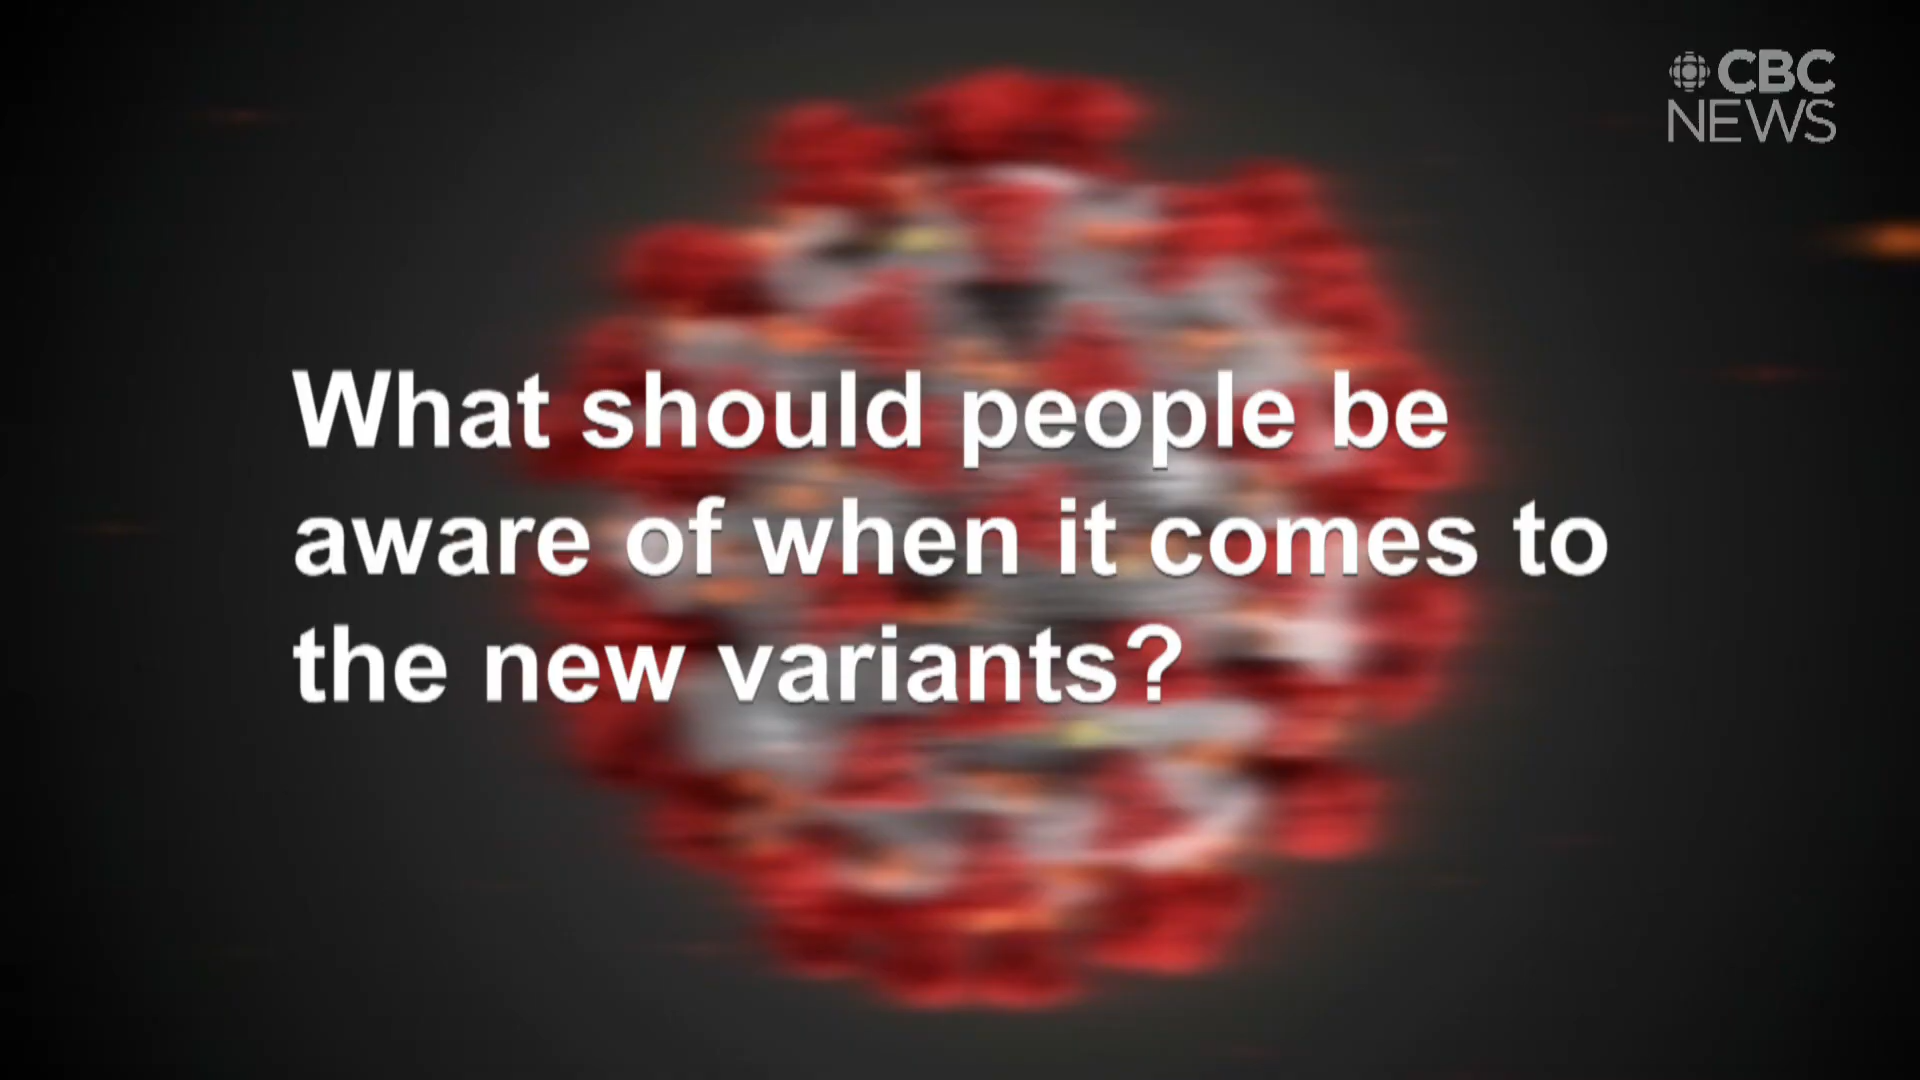 CBC
NEWS
What should people be
aware of when it comes to
the new variants?